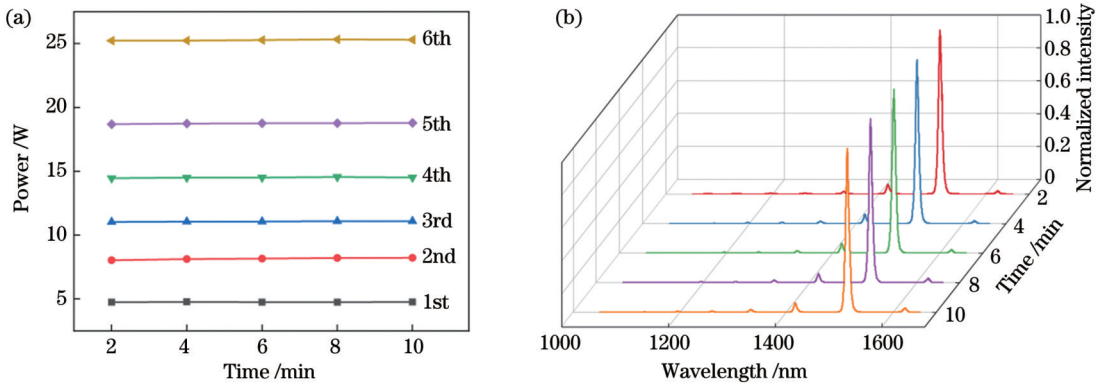 (a)
25
20
15
10
5
Power /W
6th
5th
4th
3rd
2nd
1st
2 4 6 8 10
Time /min
(b)
1.0
0.8
0.6
0.4
0.2
0
Normalized intensity
2
4
6
8
10
Time /min
1000 1200 1400 1600
Wavelength /nm